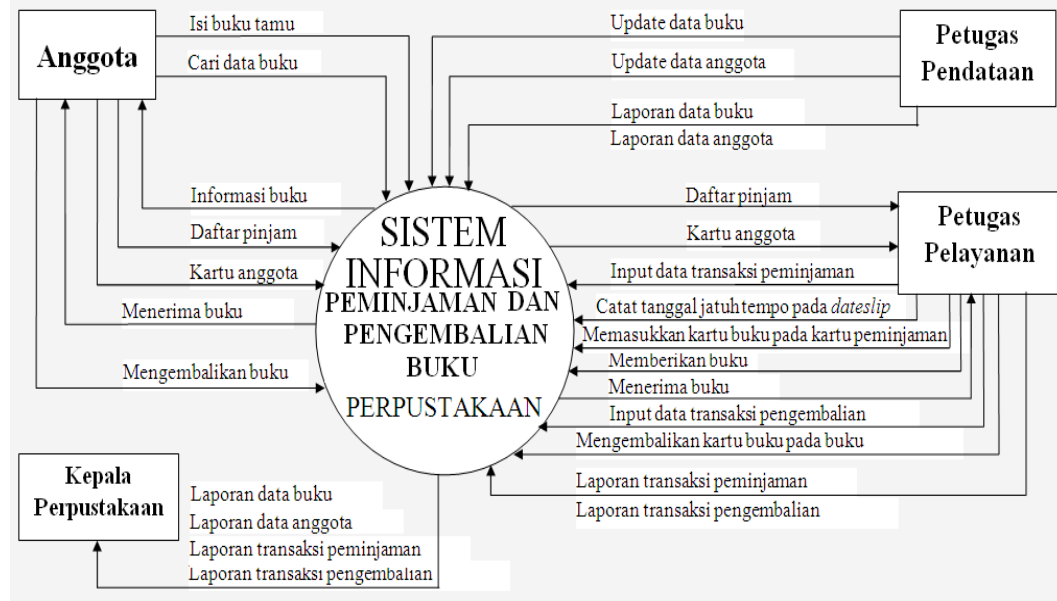 Anggota
Isi buku tamu
Cari data buku
Informasi buku
Daftar pinjam
Kartu anggota
Menerima buku
Mengembalikan buku
Update data buku
Update data anggota
Laporan data buku
Laporan data anggota
Petugas
Pendataan
SISTEM
INFORMASI
PEMINJAMAN DAN
PENGEMBALIAN
BUKU
PERPUSTAKAAN
Daftar pinjam
Kartu anggota
Input data transaksi peminjaman
Catat tanggal jatuh tempo pada dateslip
Memasukkan kartu buku pada kartu peminjaman
Memberikan buku
Menerima buku
Input data transaksi pengembalian
Mengembalikan kartu buku pada buku
Laporan transaksi peminjaman
Laporan transaksi pengembalian
Petugas
Pelayanan
Kepala
Perpustakaan
Laporan data buku
Laporan data anggota
Laporan transaksi peminjaman
Laporan transaksi pengembalian